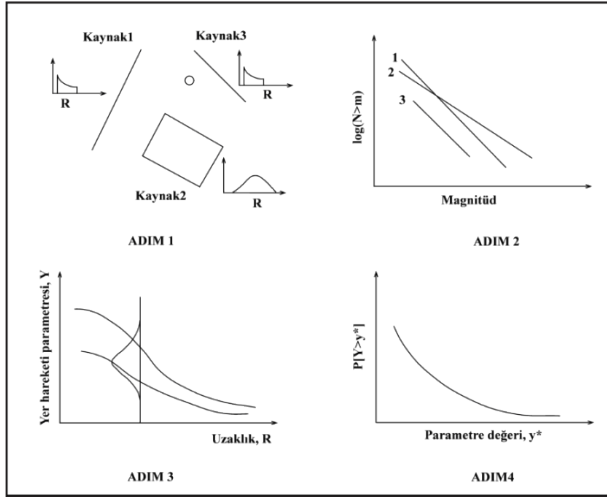 Kaynak1
Kaynak3
R
R
Kaynak2
R
ADIM 1
log(N>m)
1
2
3
Magnitüd
ADIM 2
Yer hareketi parametresi, Y
Uzaklık, R
ADIM 3
P[Y>y*]
Parametre değeri, y*
ADIM4